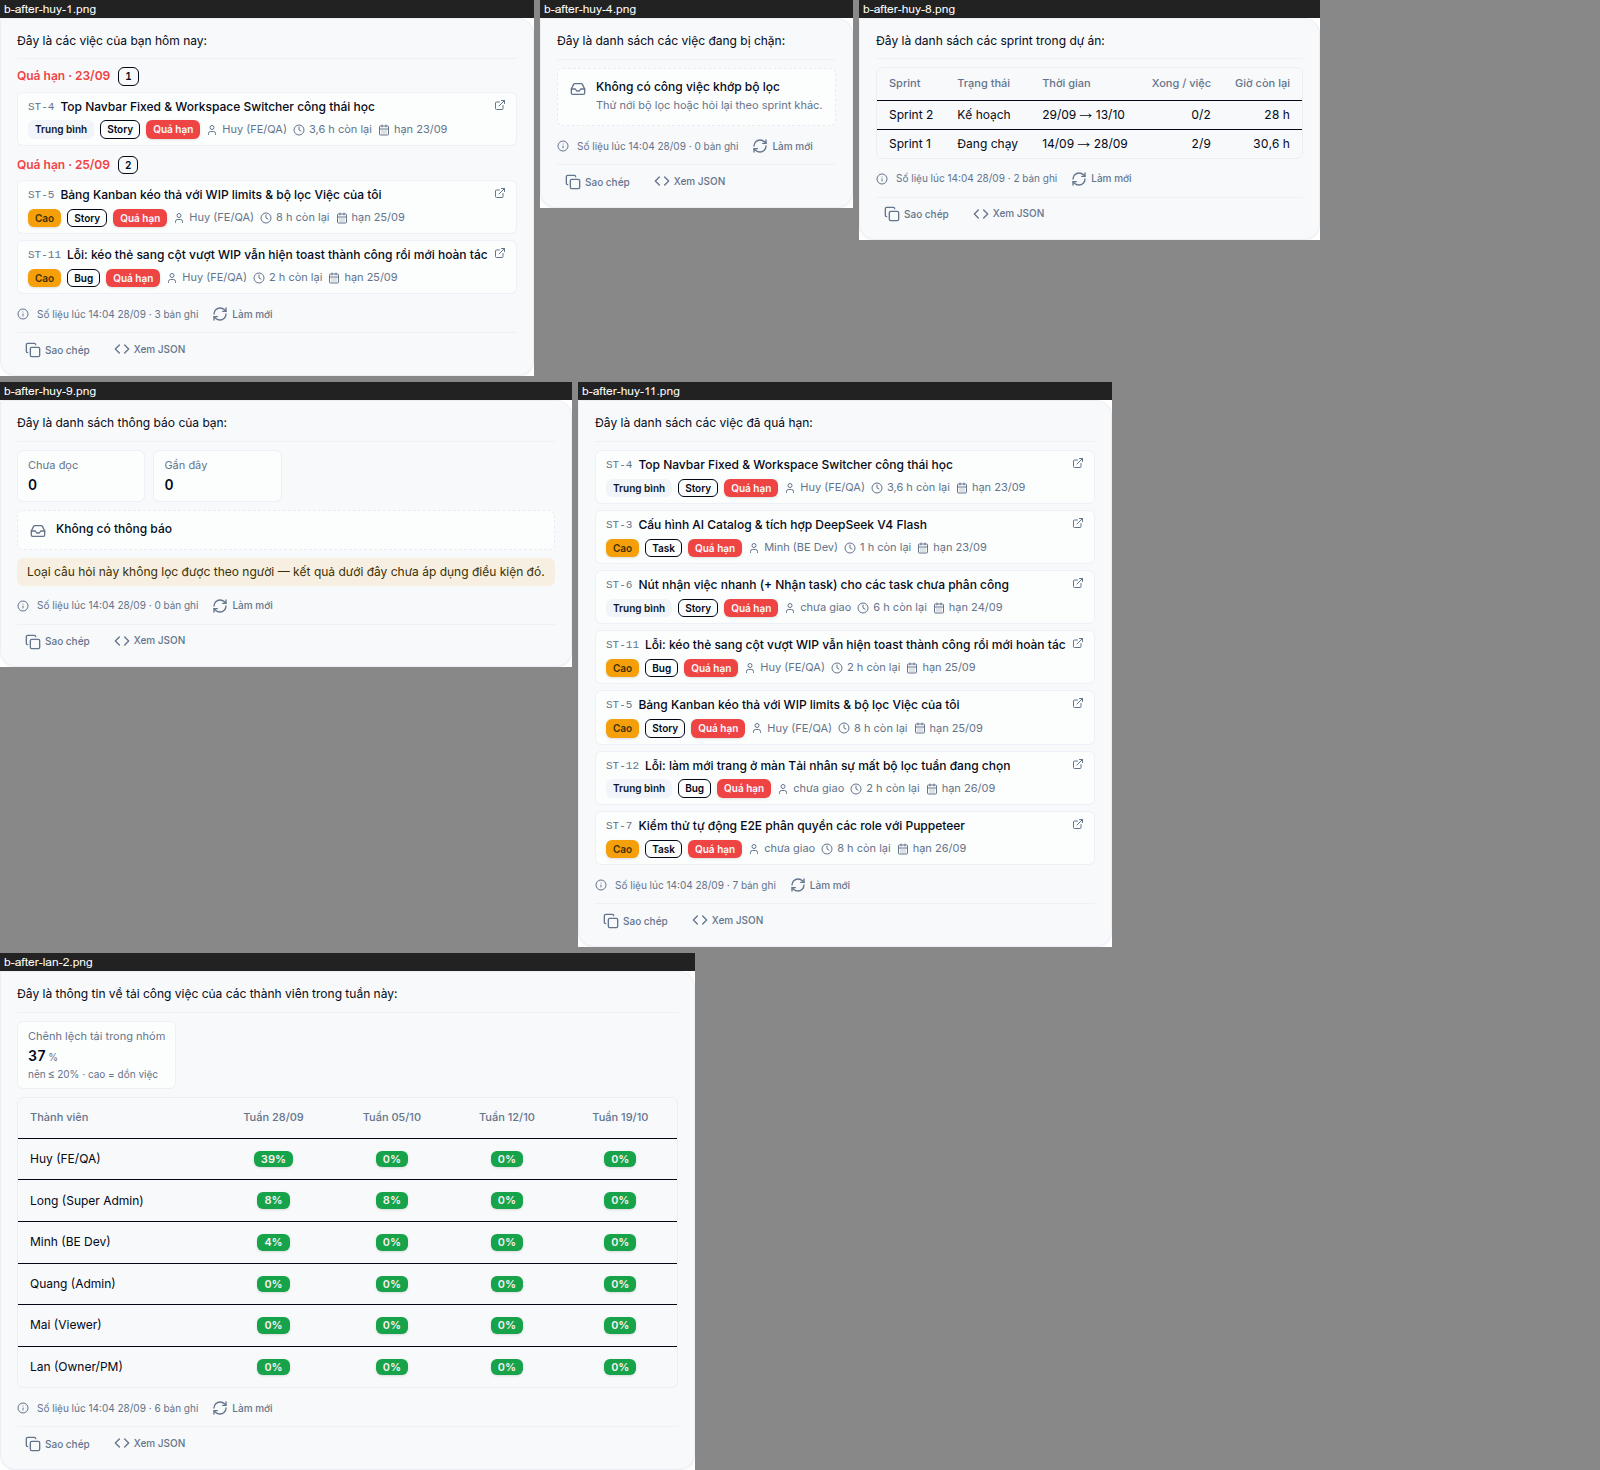 b-after-huy-1.png
Đây là các việc của bạn hôm nay:
Quá hạn · 23/09 1
ST-4 Top Navbar Fixed & Workspace Switcher công thái học
Trung bình Story Quá hạn Huy (FE/QA) 3,6 h còn lại hạn 23/09
Quá hạn · 25/09 2
ST-5 Bảng Kanban kéo thả với WIP limits & bộ lọc Việc của tôi
Cao Story Quá hạn Huy (FE/QA) 8 h còn lại hạn 25/09
ST-11 Lỗi: kéo thẻ sang cột vượt WIP vẫn hiện toast thành công rồi mới hoàn tác
Cao Bug Quá hạn Huy (FE/QA) 2 h còn lại hạn 25/09
Số liệu lúc 14:04 28/09 · 3 bản ghi Làm mới
Sao chép Xem JSON
b-after-huy-4.png
Đây là danh sách các việc đang bị chặn:
Không có công việc khớp bộ lọc
Thử nới bộ lọc hoặc hỏi lại theo sprint khác.
Số liệu lúc 14:04 28/09 · 0 bản ghi Làm mới
Sao chép Xem JSON
b-after-huy-8.png
Đây là danh sách các sprint trong dự án:
Sprint Trạng thái Thời gian Xong / việc Giờ còn lại
Sprint 2 Kế hoạch 29/09 → 13/10 0/2 28 h
Sprint 1 Đang chạy 14/09 → 28/09 2/9 30,6 h
Số liệu lúc 14:04 28/09 · 2 bản ghi Làm mới
Sao chép Xem JSON
b-after-huy-9.png
Đây là danh sách thông báo của bạn:
Chưa đọc Gần đây
0 0
Không có thông báo
Loại câu hỏi này không lọc được theo người — kết quả dưới đây chưa áp dụng điều kiện đó.
Số liệu lúc 14:04 28/09 · 0 bản ghi Làm mới
Sao chép Xem JSON
b-after-huy-11.png
Đây là danh sách các việc đã quá hạn:
ST-4 Top Navbar Fixed & Workspace Switcher công thái học
Trung bình Story Quá hạn Huy (FE/QA) 3,6 h còn lại hạn 23/09
ST-3 Cấu hình AI Catalog & tích hợp DeepSeek V4 Flash
Cao Task Quá hạn Minh (BE Dev) 1 h còn lại hạn 23/09
ST-6 Nút nhận việc nhanh (+ Nhận task) cho các task chưa phân công
Trung bình Story Quá hạn chưa giao 6 h còn lại hạn 24/09
ST-11 Lỗi: kéo thẻ sang cột vượt WIP vẫn hiện toast thành công rồi mới hoàn tác
Cao Bug Quá hạn Huy (FE/QA) 2 h còn lại hạn 25/09
ST-5 Bảng Kanban kéo thả với WIP limits & bộ lọc Việc của tôi
Cao Story Quá hạn Huy (FE/QA) 8 h còn lại hạn 25/09
ST-12 Lỗi: làm mới trang ở màn Tải nhân sự mất bộ lọc tuần đang chọn
Trung bình Bug Quá hạn chưa giao 2 h còn lại hạn 26/09
ST-7 Kiểm thử tự động E2E phân quyền các role với Puppeteer
Cao Task Quá hạn chưa giao 8 h còn lại hạn 26/09
Số liệu lúc 14:04 28/09 · 7 bản ghi Làm mới
Sao chép Xem JSON
b-after-lan-2.png
Đây là thông tin về tải công việc của các thành viên trong tuần này:
Chênh lệch tải trong nhóm
37 %
nên ≤ 20% · cao = dồn việc
Thành viên Tuần 28/09 Tuần 05/10 Tuần 12/10 Tuần 19/10
Huy (FE/QA) 39% 0% 0% 0%
Long (Super Admin) 8% 8% 0% 0%
Minh (BE Dev) 4% 0% 0% 0%
Quang (Admin) 0% 0% 0% 0%
Mai (Viewer) 0% 0% 0% 0%
Lan (Owner/PM) 0% 0% 0% 0%
Số liệu lúc 14:04 28/09 · 6 bản ghi Làm mới
Sao chép Xem JSON